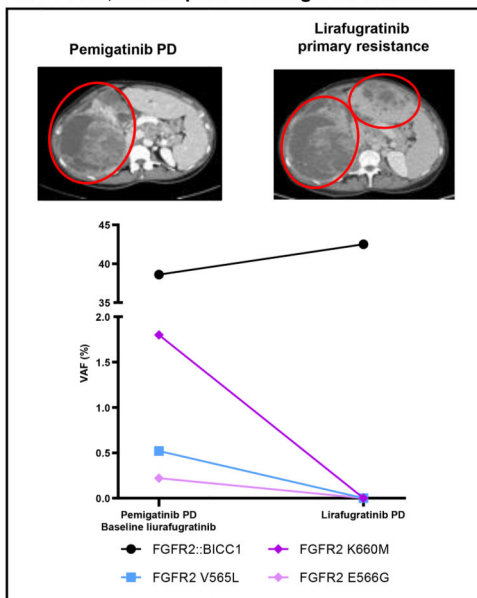 Pemigatinib PD
Lirafugratinib
primary resistance
45
40
35
2.0
1.5
1.0
0.5
0.0
VAF (%)
Pemigatinib PD
Baseline liurafugratinib
Lirafugratinib PD
FGFR2::BICC1
FGFR2 K660M
FGFR2 V565L
FGFR2 E566G